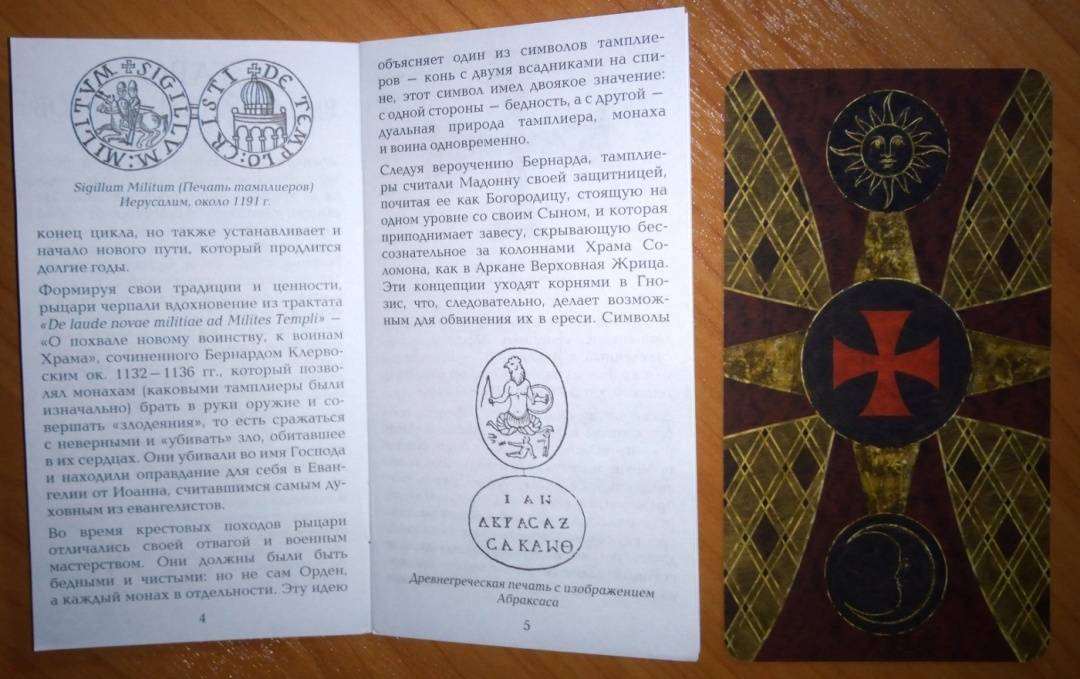 ✝SIGILLVM:MILITVM
✝DE TEMPLO:CRISTI
Sigillum Militum (Печать тамплиеров)
Иерусалим, около 1191 г.
конец цикла, но также устанавливает и
начало нового пути, который продлится
долгие годы.
Формируя свои традиции и ценности,
рыцари черпали вдохновение из трактата
«De laude novae militiae ad Milites Templi» —
«О похвале новому воинству, к воинам
Храма», сочиненного Бернардом Клерво-
ским ок. 1132 — 1136 гг., который позво-
лял монахам (каковыми тамплиеры были
изначально) брать в руки оружие и со-
вершать «злодеяния», то есть сражаться
с неверными и «убивать» зло, обитавшее
в их сердцах. Они убивали во имя Господа
и находили оправдание для себя в Еван-
гелии от Иоанна, считавшимся самым ду-
ховным из евангелистов.
Во время крестовых походов рыцари
отличались своей отвагой и военным
мастерством. Они должны были быть
бедными и чистыми: но не сам Орден,
а каждый монах в отдельности. Эту идею
4
объясняет один из символов тамплие-
ров — конь с двумя всадниками на спи-
не, этот символ имел двоякое значение:
с одной стороны — бедность, а с другой —
дуальная природа тамплиера, монаха
и воина одновременно.
Следуя вероучению Бернарда, тамплие-
ры считали Мадонну своей защитницей,
почитая ее как Богородицу, стоящую на
одном уровне со своим Сыном, и которая
приподнимает завесу, скрывающую бес-
сознательное за колоннами Храма Со-
ломона, как в Аркане Верховная Жрица.
Эти концепции уходят корнями в Гно-
зис, что, следовательно, делает возмож-
ным для обвинения их в ереси. Символы
I A N
Древнегреческая печать с изображением
Абраксаса
5